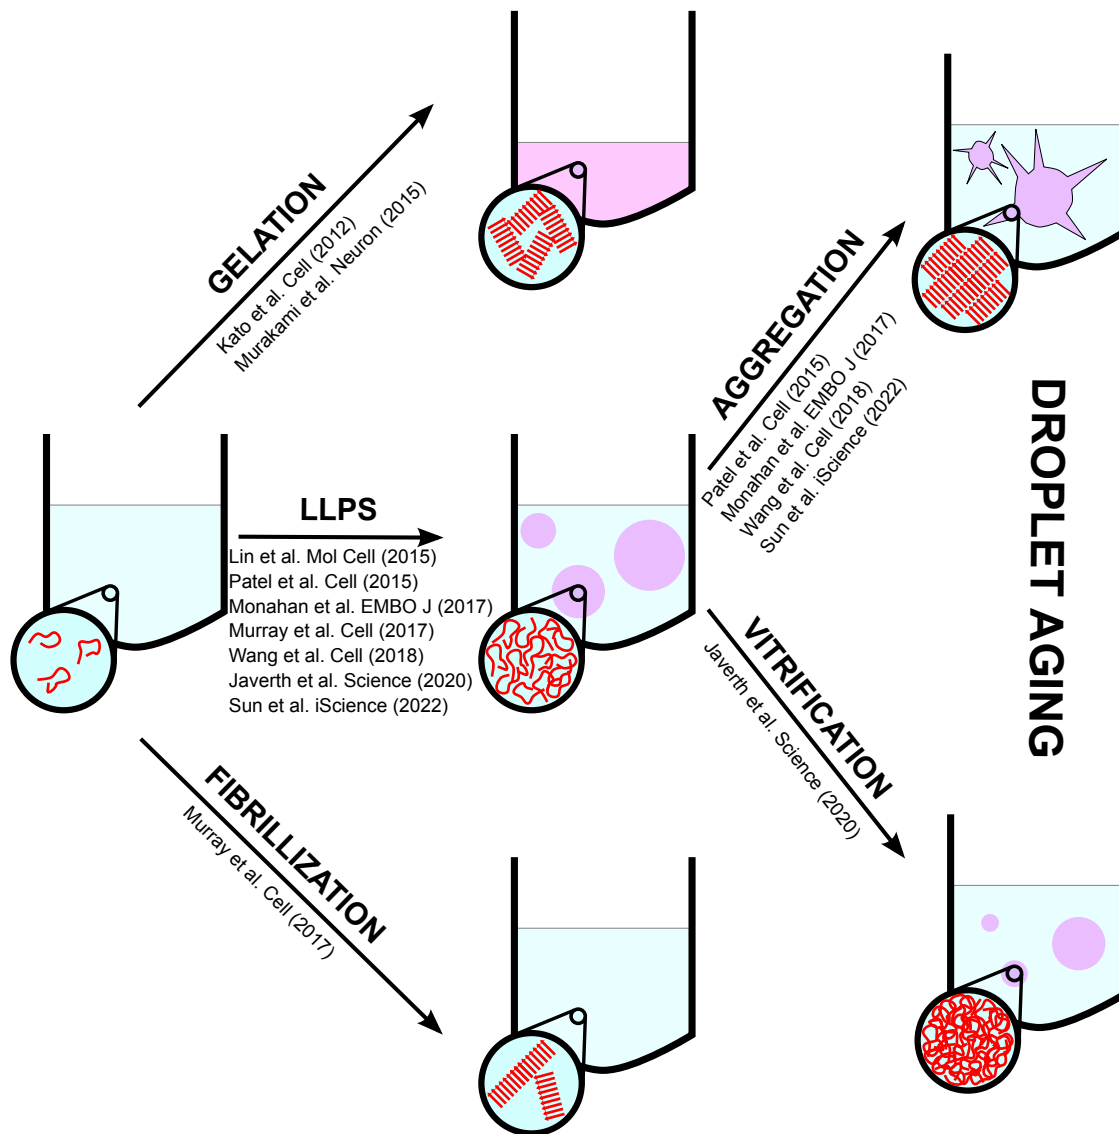 GELATION
Kato et al. Cell (2012)
Murakami et al. Neuron (2015)
LLPS
Lin et al. Mol Cell (2015)
Patel et al. Cell (2015)
Monahan et al. EMBO J (2017)
Murray et al. Cell (2017)
Wang et al. Cell (2018)
Javerth et al. Science (2020)
Sun et al. iScience (2022)
FIBRILLIZATION
Murray et al. Cell (2017)
AGGREGATION
Patel et al. Cell (2015)
Monahan et al. EMBO J (2017)
Wang et al. Cell (2018)
Sun et al. iScience (2022)
VITRIFICATION
Javerth et al. Science (2020)
DROPLET AGING